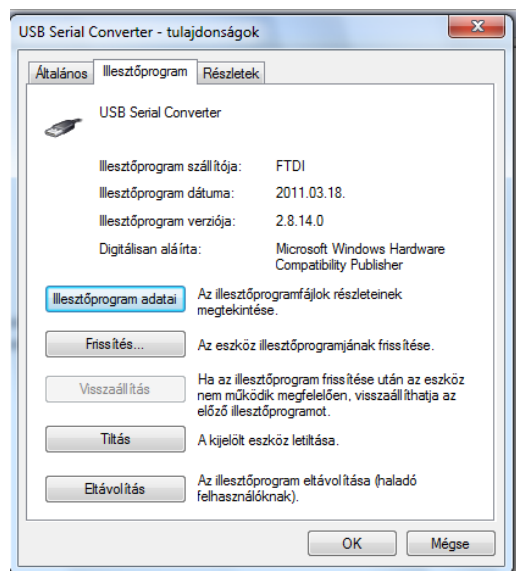 USB Serial Converter - tulajdonságok
Általános Illesztőprogram Részletek
USB Serial Converter
Illesztőprogram szállítója: FTDI
Illesztőprogram dátuma: 2011.03.18.
Illesztőprogram verziója: 2.8.14.0
Digitálisan aláírta: Microsoft Windows Hardware
Compatibility Publisher
Illesztőprogram adatai Az illesztőprogramfájlok részleteinek
megtekintése.
Frissítés... Az eszköz illesztőprogramjának frissítése.
Visszaállítás Ha az illesztőprogram frissítése után az eszköz
nem működik megfelelően, visszaállíthatja az
előző illesztőprogramot.
Tiltás A kijelölt eszköz letiltása.
Eltávolítás Az illesztőprogram eltávolítása (haladó
felhasználóknak).
OK Mégse